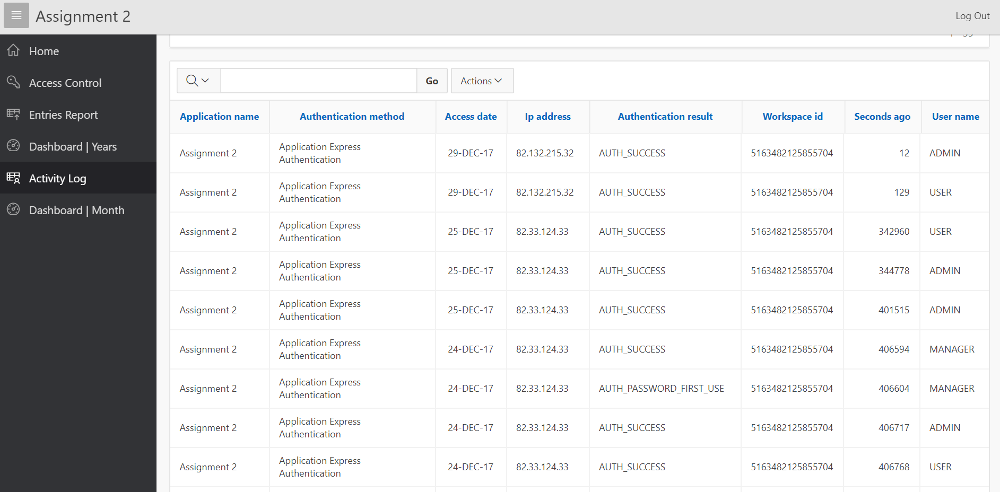 Assignment 2
Log Out
Home
Access Control
Entries Report
Dashboard | Years
Activity Log
Dashboard | Month
Go
Actions
Application name Authentication method Access date Ip address Authentication result Workspace id Seconds ago User name
Assignment 2 Application Express
Authentication 29-DEC-17 82.132.215.32 AUTH_SUCCESS 5163482125855704 12 ADMIN
Assignment 2 Application Express
Authentication 29-DEC-17 82.132.215.32 AUTH_SUCCESS 5163482125855704 129 USER
Assignment 2 Application Express
Authentication 25-DEC-17 82.33.124.33 AUTH_SUCCESS 5163482125855704 342960 USER
Assignment 2 Application Express
Authentication 25-DEC-17 82.33.124.33 AUTH_SUCCESS 5163482125855704 344778 ADMIN
Assignment 2 Application Express
Authentication 25-DEC-17 82.33.124.33 AUTH_SUCCESS 5163482125855704 401515 ADMIN
Assignment 2 Application Express
Authentication 24-DEC-17 82.33.124.33 AUTH_SUCCESS 5163482125855704 406594 MANAGER
Assignment 2 Application Express
Authentication 24-DEC-17 82.33.124.33 AUTH_PASSWORD_FIRST_USE 5163482125855704 406604 MANAGER
Assignment 2 Application Express
Authentication 24-DEC-17 82.33.124.33 AUTH_SUCCESS 5163482125855704 406717 ADMIN
Assignment 2 Application Express
Authentication 24-DEC-17 82.33.124.33 AUTH_SUCCESS 5163482125855704 406768 USER